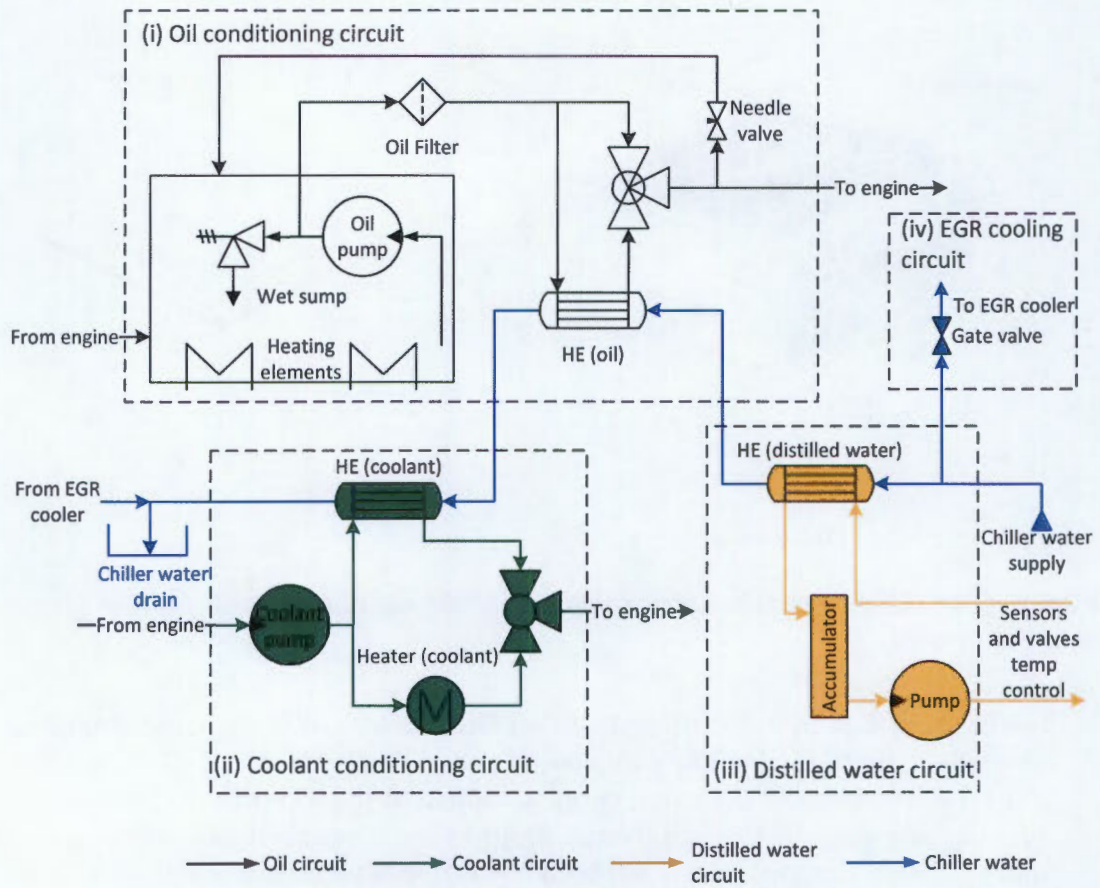 (i) Oil conditioning circuit
Needle
valve
Oil Filter
To engine
(iv) EGR cooling
circuit
Oil
pump
Wet sump
To EGR cooler
Gate valve
From engine
Heating
elements
HE (oil)
HE (coolant)
HE (distilled water)
From EGR
cooler
Chiller water
supply
Chiller water
drain
From engine
Coolant
pump
To engine
Heater (coolant)
Accumulator
Sensors
and valves
temp
control
Pump
(ii) Coolant conditioning circuit
(iii) Distilled water circuit
Oil circuit
Coolant circuit
Distilled water
circuit
Chiller water